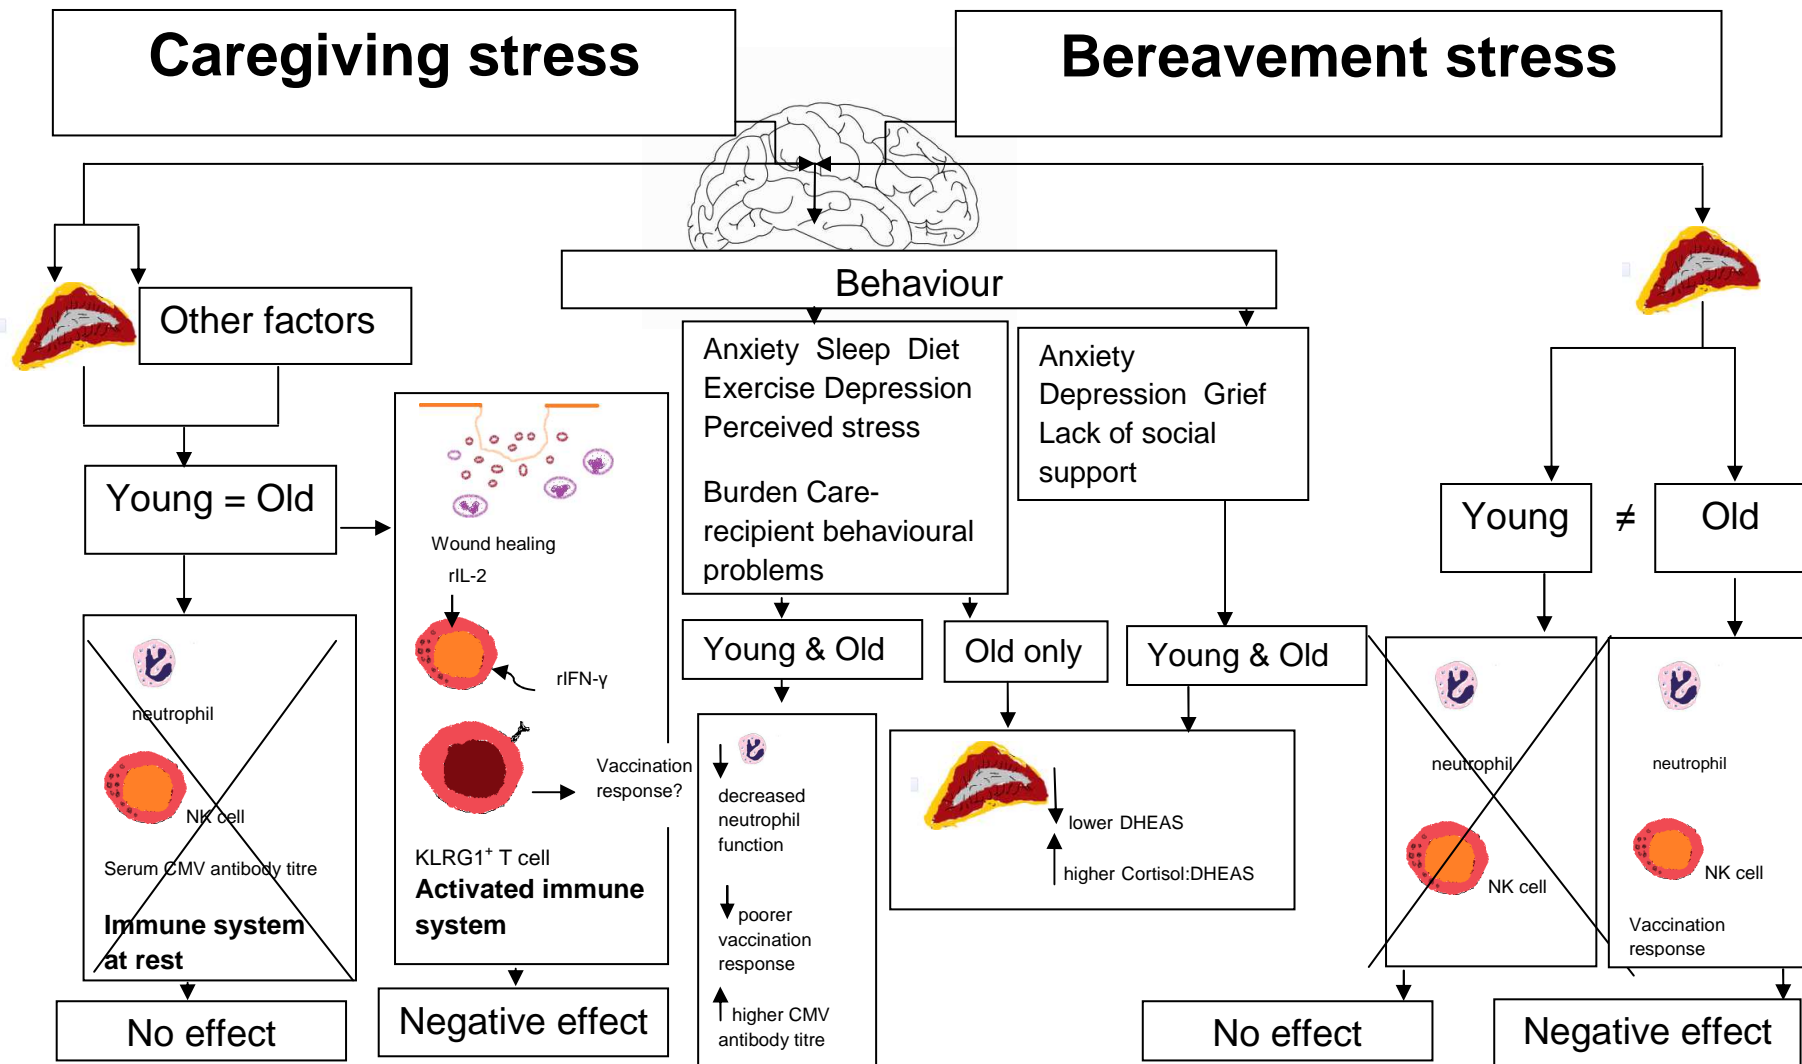 Caregiving stress
Bereavement stress
Behaviour
Other factors
Anxiety  Sleep  Diet
Exercise Depression
Perceived stress
Burden Care-
recipient behavioural
problems
Anxiety
Depression  Grief
Lack of social
support
Young = Old
Young
≠
Old
Wound healing
rIL-2
rIFN-γ
Vaccination
response?
KLRG1⁺ T cell
Activated immune
system
Young & Old
Old only
Young & Old
neutrophil
NK cell
Serum CMV antibody titre
Immune system
at rest
decreased
neutrophil
function
poorer
vaccination
response
higher CMV
antibody titre
lower DHEAS
higher Cortisol:DHEAS
neutrophil
NK cell
neutrophil
NK cell
Vaccination
response
No effect
Negative effect
No effect
Negative effect